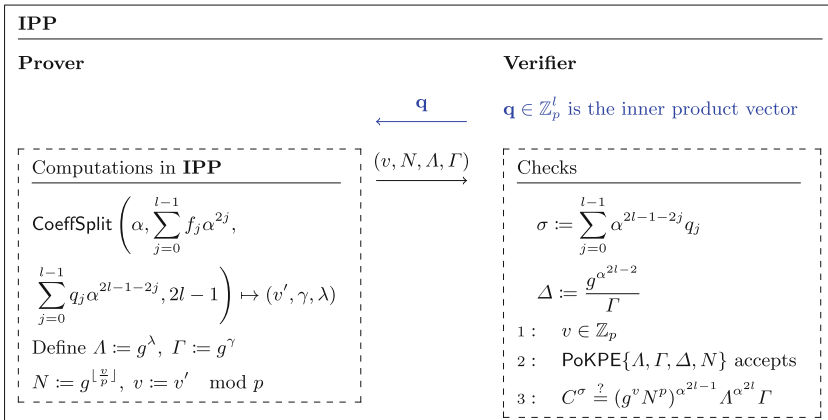 IPP
Prover
Verifier
q
q ∈ ℤ_p^l is the inner product vector
Computations in IPP
(v, N, Λ, Γ)
Checks
CoeffSplit ( α, ∑_{j=0}^{l−1} f_j α^{2j},
∑_{j=0}^{l−1} q_j α^{2l−1−2j}, 2l − 1 ) ↦ (v′, γ, λ)
Define Λ := g^λ, Γ := g^γ
N := g^{⌊v/p⌋}, v := v′ mod p
σ := ∑_{j=0}^{l−1} α^{2l−1−2j} q_j
Δ := g^{α^{2l−2}} / Γ
1 : v ∈ ℤ_p
2 : PoKPE{Λ, Γ, Δ, N} accepts
3 : C^σ ≟ (g^v N^p)^{α^{2l−1}} Λ^{α^{2l}} Γ